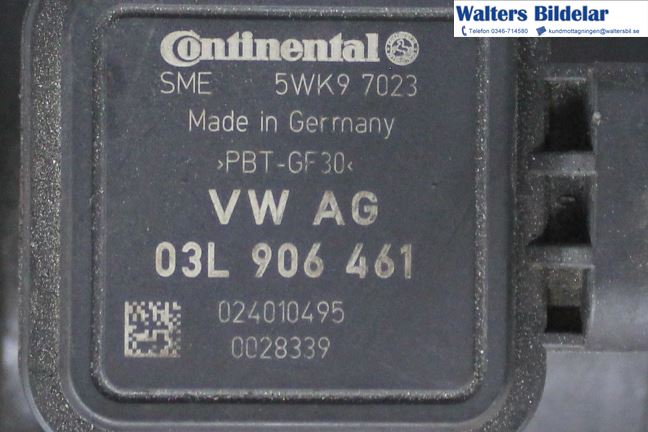 Walters Bildelar
Telefon 0346-714580 kundmottagningen@waltersbil.se
Continental
SME 5WK9 7023
Made in Germany
>PBT-GF30<
VW AG
03L 906 461
024010495
0028339